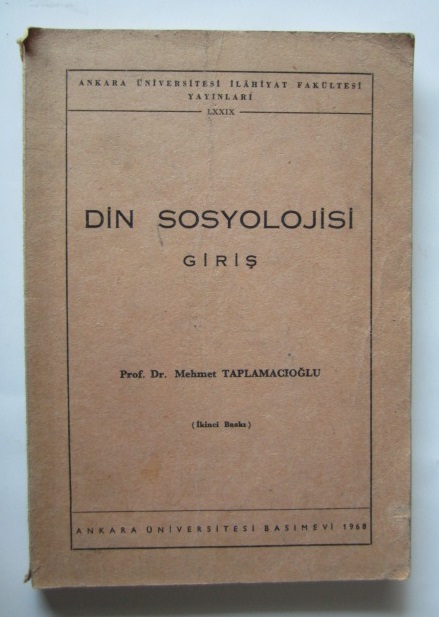 ANKARA ÜNİVERSİTESİ İLÂHİYAT FAKÜLTESİ
YAYINLARI
LXXIX
DİN SOSYOLOJİSİ
GİRİŞ
Prof. Dr. Mehmet TAPLAMACIOĞLU
(İkinci Baskı)
ANKARA ÜNİVERSİTESİ BASIMEVİ 1968